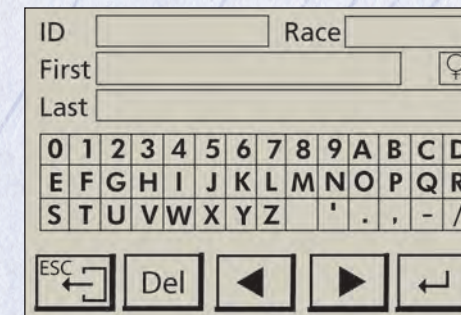 ID Race
First ♀
Last
0 1 2 3 4 5 6 7 8 9 A B C D
E F G H I J K L M N O P Q R
S T U V W X Y Z ' . , - /
ESC Del